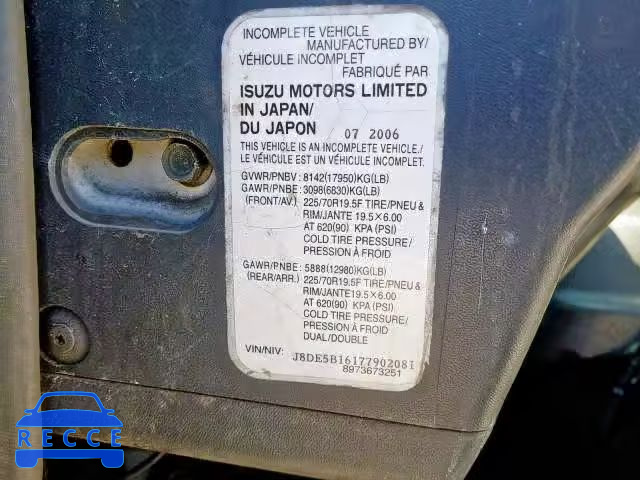 INCOMPLETE VEHICLE
MANUFACTURED BY/
VÉHICULE INCOMPLET
FABRIQUÉ PAR
ISUZU MOTORS LIMITED
IN JAPAN/
DU JAPON 07 2006
THIS VEHICLE IS AN INCOMPLETE VEHICLE./
LE VÉHICULE EST UN VÉHICULE INCOMPLET.
GVWR/PNBV : 8142(17950)KG(LB)
GAWR/PNBE : 3098(6830)KG(LB)
(FRONT/AV.) 225/70R19.5F TIRE/PNEU &
RIM/JANTE 19.5×6.00
AT 620(90) KPA(PSI)
COLD TIRE PRESSURE/
PRESSION À FROID
GAWR/PNBE : 5888(12980)KG(LB)
(REAR/ARR.) 225/70R19.5F TIRE/PNEU &
RIM/JANTE19.5×6.00
AT 620(90) KPA(PSI)
COLD TIRE PRESSURE/
PRESSION À FROID
DUAL/DOUBLE
VIN/NIV: J8DE5B16177902081
8973673251
RECCE